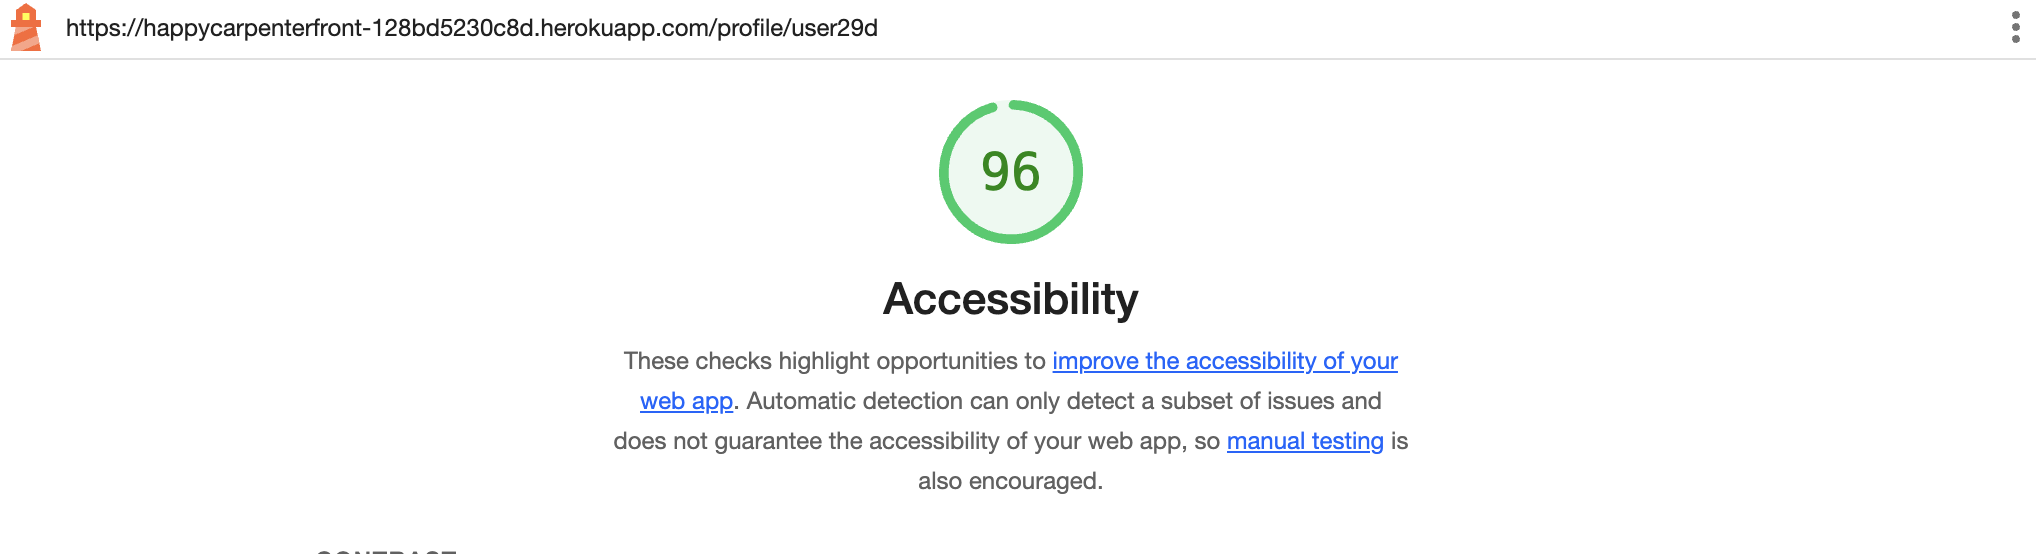 https://happycarpenterfront-128bd5230c8d.herokuapp.com/profile/user29d
96
Accessibility
These checks highlight opportunities to improve the accessibility of your
web app. Automatic detection can only detect a subset of issues and
does not guarantee the accessibility of your web app, so manual testing is
also encouraged.
CONTRAST